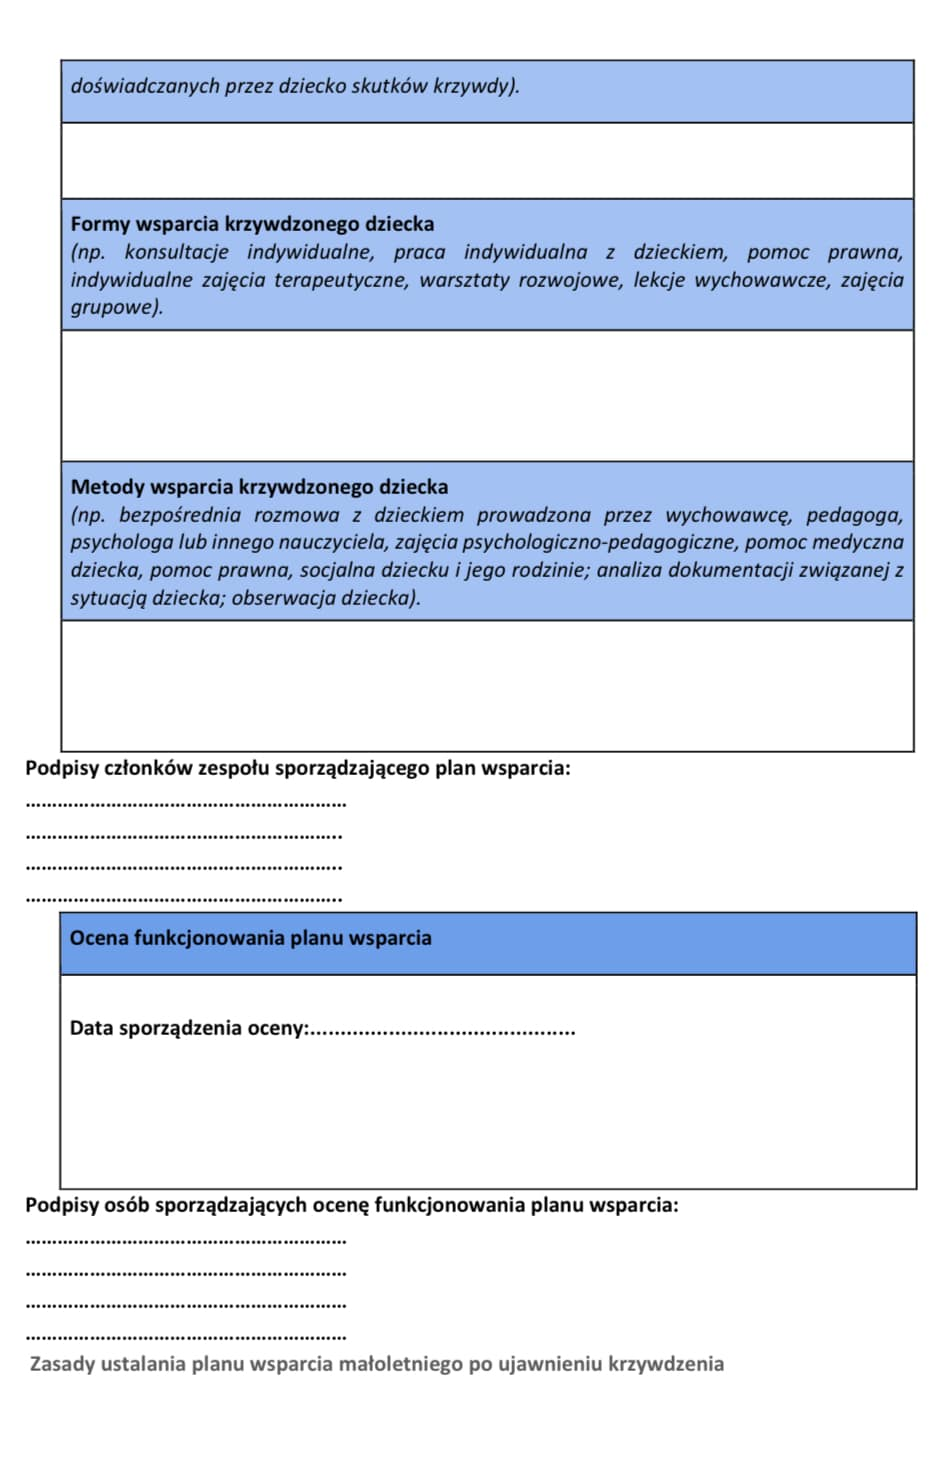 doświadczanych przez dziecko skutków krzywdy).
Formy wsparcia krzywdzonego dziecka
(np. konsultacje indywidualne, praca indywidualna z dzieckiem, pomoc prawna,
indywidualne zajęcia terapeutyczne, warsztaty rozwojowe, lekcje wychowawcze, zajęcia
grupowe).
Metody wsparcia krzywdzonego dziecka
(np. bezpośrednia rozmowa z dzieckiem prowadzona przez wychowawcę, pedagoga,
psychologa lub innego nauczyciela, zajęcia psychologiczno-pedagogiczne, pomoc medyczna
dziecka, pomoc prawna, socjalna dziecku i jego rodzinie; analiza dokumentacji związanej z
sytuacją dziecka; obserwacja dziecka).
Podpisy członków zespołu sporządzającego plan wsparcia:
……………………………………………………
…………………………………………………..
…………………………………………………..
…………………………………………………..
Ocena funkcjonowania planu wsparcia
Data sporządzenia oceny:............................................
Podpisy osób sporządzających ocenę funkcjonowania planu wsparcia:
……………………………………………………
……………………………………………………
……………………………………………………
……………………………………………………
Zasady ustalania planu wsparcia małoletniego po ujawnieniu krzywdzenia